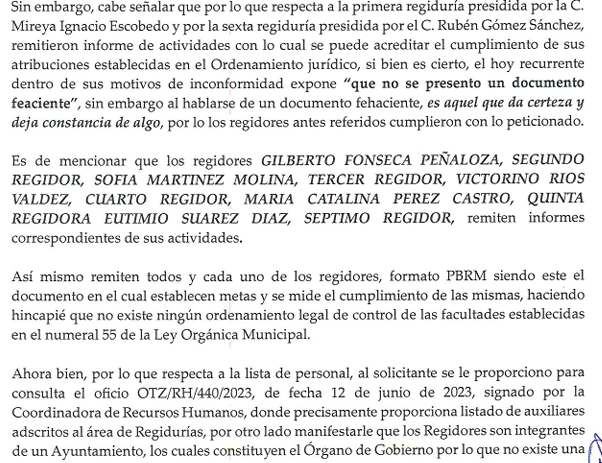 Sin embargo, cabe señalar que por lo que respecta a la primera regiduría presidida por la C.
Mireya Ignacio Escobedo y por la sexta regiduría presidida por el C. Rubén Gómez Sánchez,
remitieron informe de actividades con lo cual se puede acreditar el cumplimiento de sus
atribuciones establecidas en el Ordenamiento jurídico, si bien es cierto, el hoy recurrente
dentro de sus motivos de inconformidad expone “que no se presento un documento
feaciente”, sin embargo al hablarse de un documento fehaciente, es aquel que da certeza y
deja constancia de algo, por lo los regidores antes referidos cumplieron con lo peticionado.
Es de mencionar que los regidores GILBERTO FONSECA PEÑALOZA, SEGUNDO
REGIDOR, SOFIA MARTINEZ MOLINA, TERCER REGIDOR, VICTORINO RIOS
VALDEZ, CUARTO REGIDOR, MARIA CATALINA PEREZ CASTRO, QUINTA
REGIDORA EUTIMIO SUAREZ DIAZ, SEPTIMO REGIDOR, remiten informes
correspondientes de sus actividades.
Así mismo remiten todos y cada uno de los regidores, formato PBRM siendo este el
documento en el cual establecen metas y se mide el cumplimiento de las mismas, haciendo
hincapié que no existe ningún ordenamiento legal de control de las facultades establecidas
en el numeral 55 de la Ley Orgánica Municipal.
Ahora bien, por lo que respecta a la lista de personal, al solicitante se le proporciono para
consulta el oficio OTZ/RH/440/2023, de fecha 12 de junio de 2023, signado por la
Coordinadora de Recursos Humanos, donde precisamente proporciona listado de auxiliares
adscritos al área de Regidurías, por otro lado manifestarle que los Regidores son integrantes
de un Ayuntamiento, los cuales constituyen el Órgano de Gobierno por lo que no existe una